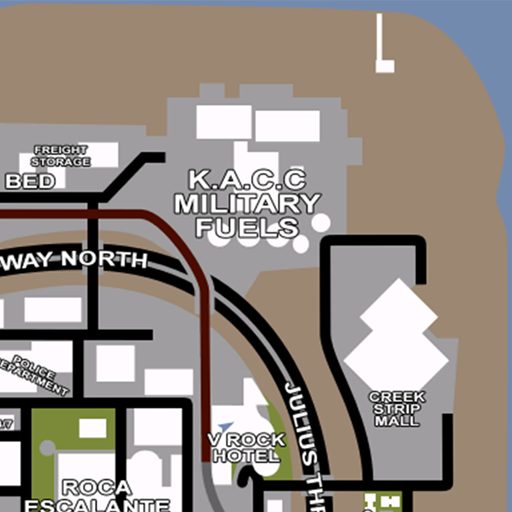 FREIGHT
STORAGE
BED
K.A.C.C
MILITARY
FUELS
WAY NORTH
POLICE
DEPARTMENT
CREEK
STRIP
MALL
JULIUS THR
V ROCK
HOTEL
ROCA
ESCALANTE